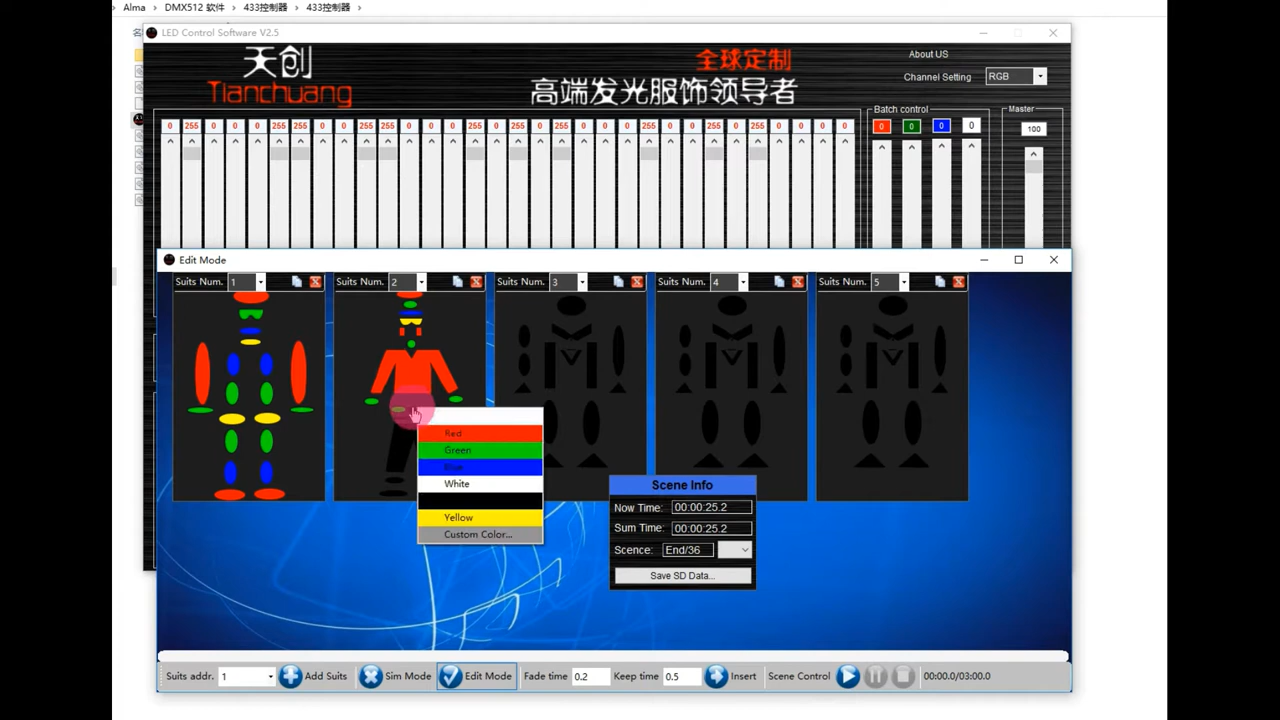 Alma > DMX512 软件 > 433控制器 > 433控制器
LED Control Software V2.5
天创
Tianchuang
全球定制
高端发光服饰领导者
About US
Channel Setting RGB
Batch control
Master
0 255 0 0 0 255 255 0 0 255 255 0 0 0 255 0 255 0 255 0 0 0 255 0 0 255 0 255 0 0 0 0
0 0 0 0
100
Edit Mode
Suits Num. 1
Suits Num. 2
Suits Num. 3
Suits Num. 4
Suits Num. 5
Red
Green
Blue
White
Yellow
Custom Color...
Scene Info
Now Time: 00:00:25.2
Sum Time: 00:00:25.2
Scence: End/36
Save SD Data...
Suits addr. 1 Add Suits Sim Mode Edit Mode Fade time 0.2 Keep time 0.5 Insert Scene Control 00:00.0/03:00.0